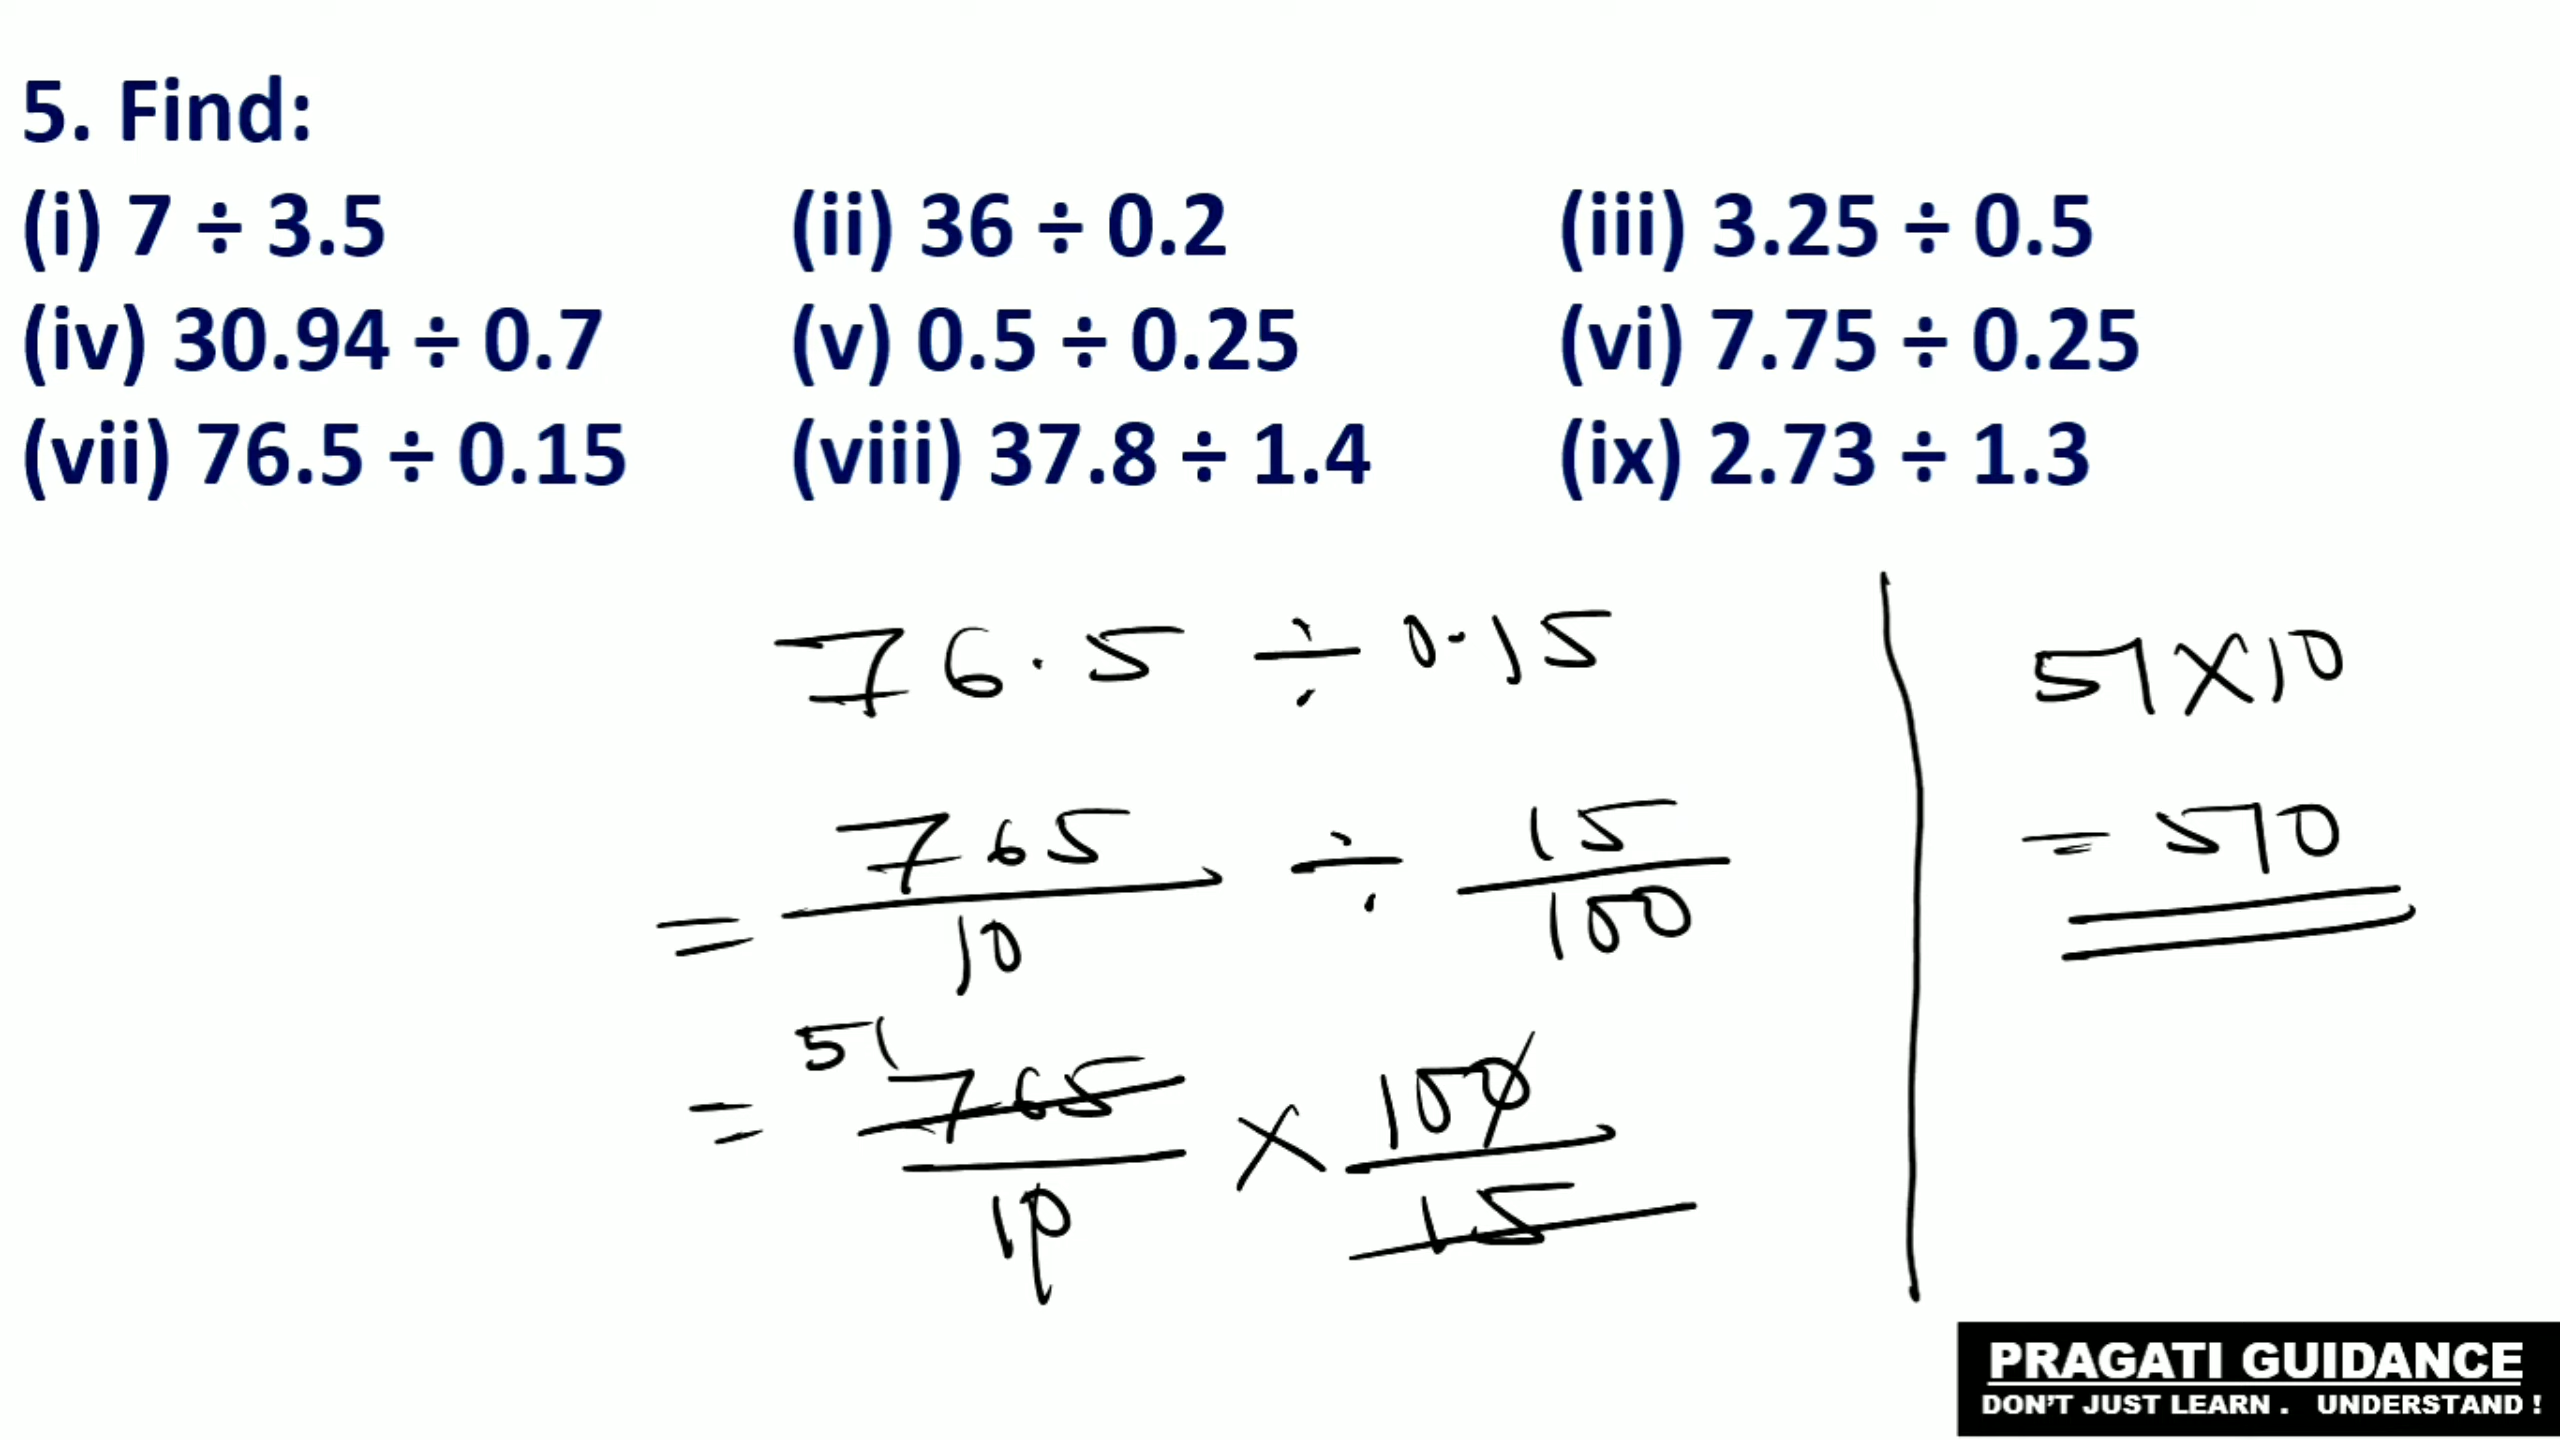 5. Find:
(i) 7 ÷ 3.5 (ii) 36 ÷ 0.2 (iii) 3.25 ÷ 0.5
(iv) 30.94 ÷ 0.7 (v) 0.5 ÷ 0.25 (vi) 7.75 ÷ 0.25
(vii) 76.5 ÷ 0.15 (viii) 37.8 ÷ 1.4 (ix) 2.73 ÷ 1.3
76.5 ÷ 0.15
= 765/10 ÷ 15/100
51
= 765/10 × 100/15
51×10
= 510
PRAGATI GUIDANCE
DON'T JUST LEARN. UNDERSTAND!